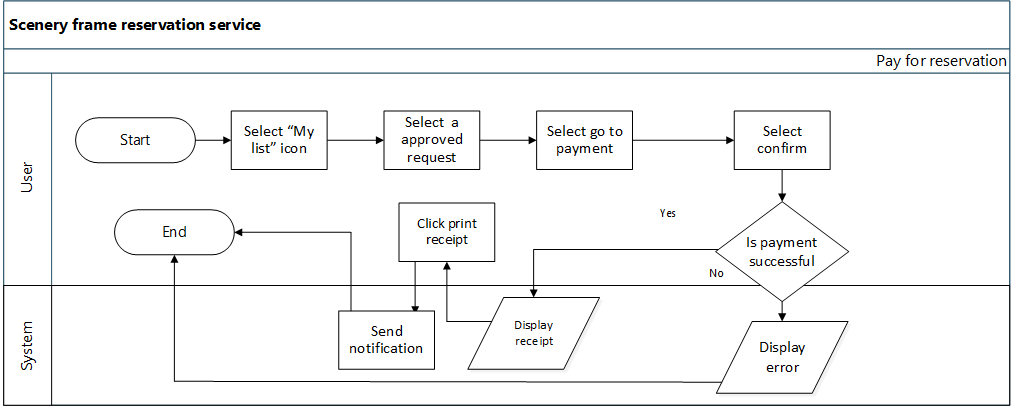 Scenery frame reservation service
Pay for reservation
User
Start
Select “My
list” icon
Select a
approved
request
Select go to
payment
Select
confirm
End
Click print
receipt
Yes
Is payment
successful
No
System
Send
notification
Display
receipt
Display
error